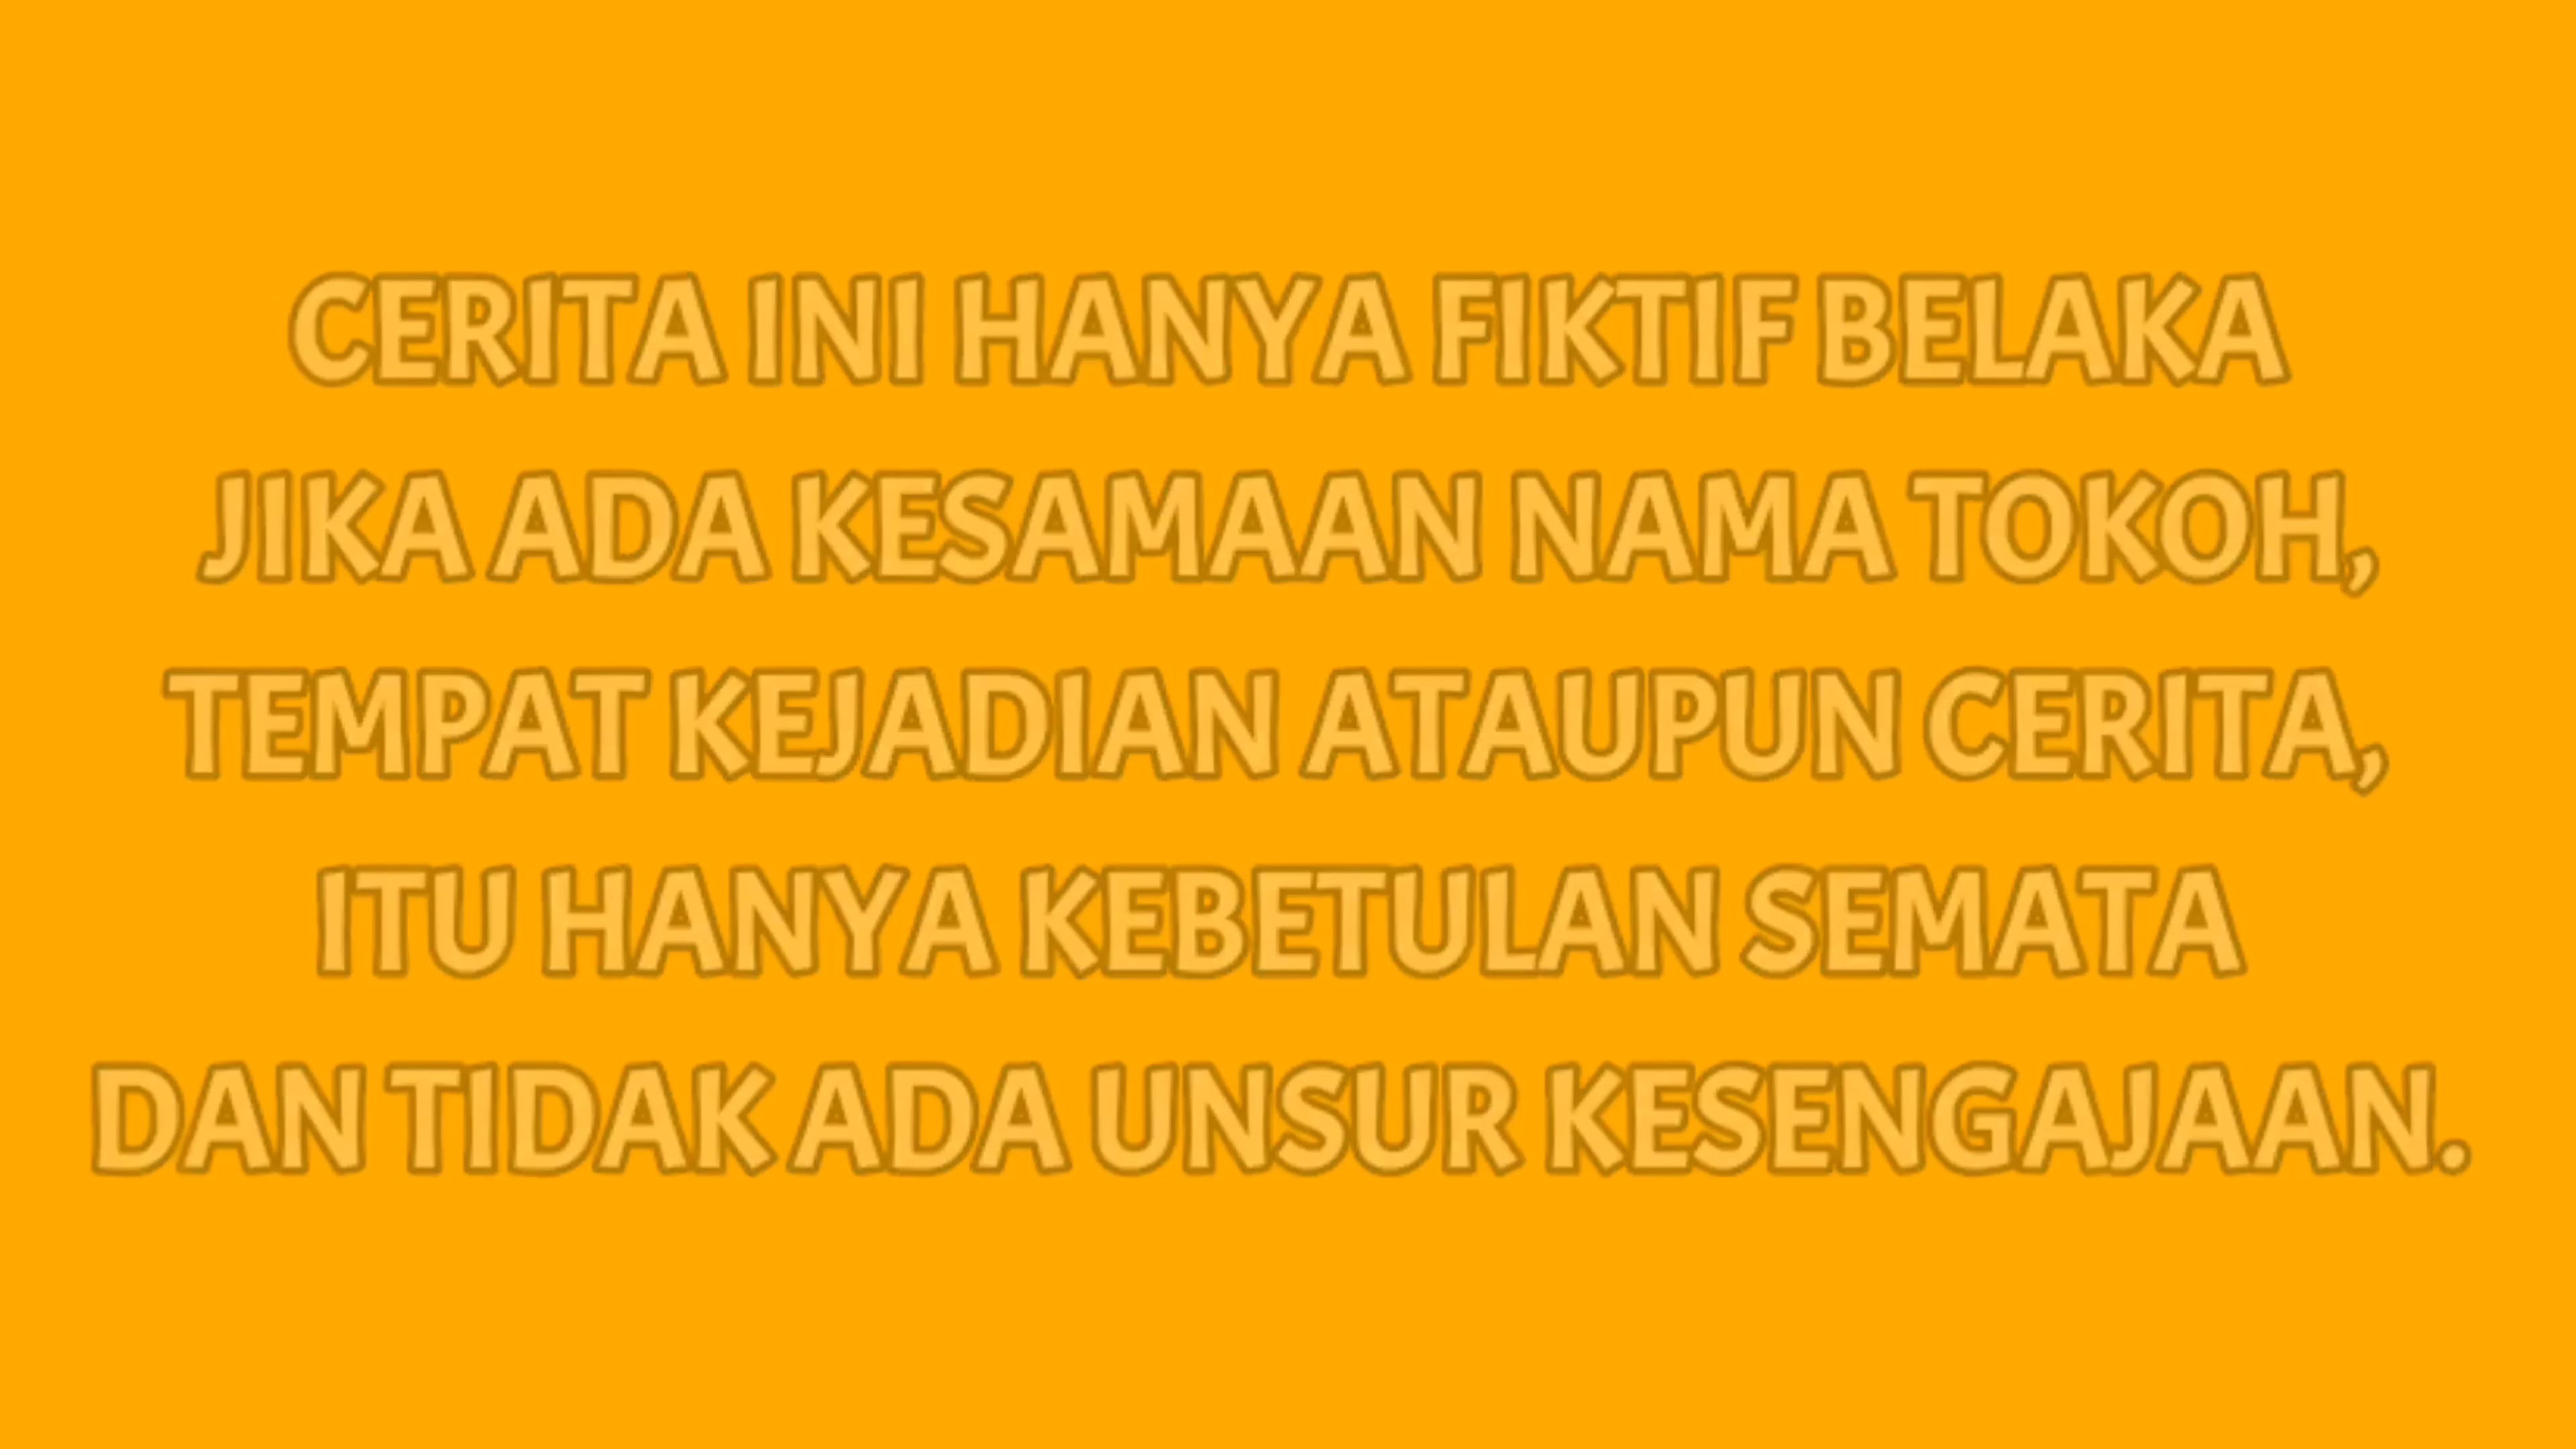 CERITA INI HANYA FIKTIF BELAKA
JIKA ADA KESAMAAN NAMA TOKOH,
TEMPAT KEJADIAN ATAUPUN CERITA,
ITU HANYA KEBETULAN SEMATA
DAN TIDAK ADA UNSUR KESENGAJAAN.